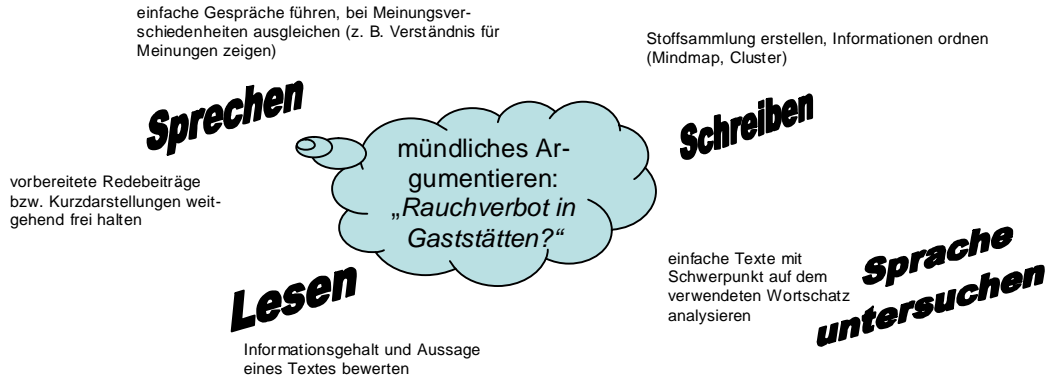 einfache Gespräche führen, bei Meinungsver-
schiedenheiten ausgleichen (z. B. Verständnis für
Meinungen zeigen)
Sprechen
vorbereitete Redebeiträge
bzw. Kurzdarstellungen weit-
gehend frei halten
Stoffsammlung erstellen, Informationen ordnen
(Mindmap, Cluster)
Schreiben
mündliches Ar-
gumentieren:
„Rauchverbot in
Gaststätten?“
Lesen
Informationsgehalt und Aussage
eines Textes bewerten
einfache Texte mit
Schwerpunkt auf dem
verwendeten Wortschatz
analysieren
Sprache
untersuchen